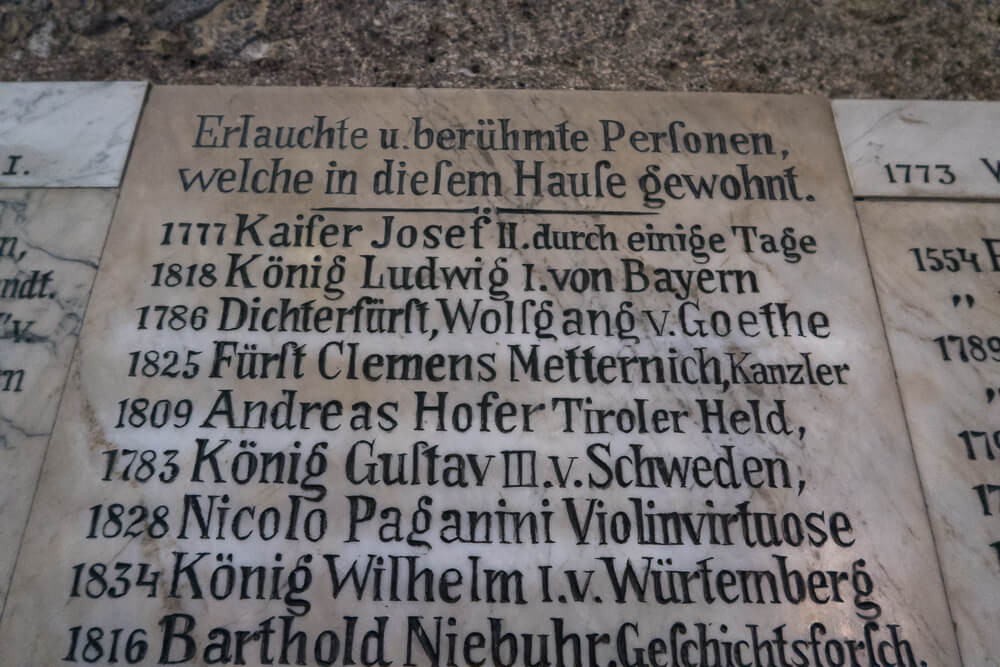 I.
n,
ndt.
v.
rn
Erlauchte u. berühmte Perſonen,
welche in dieſem Hauſe gewohnt.
1777 Kaiſer Josef II. durch einige Tage
1818 König Ludwig I. von Bayern
1786 Dichterfürſt, Wolfgang v. Goethe
1825 Fürſt Clemens Metternich, Kanzler
1809 Andreas Hofer Tiroler Held,
1783 König Guſtav III. v. Schweden,
1828 Nicolo Paganini Violinvirtuose
1834 König Wilhelm I. v. Würtemberg
1816 Barthold Niebuhr, Geſchichtsforſch.
1773
1554
"
1789
"